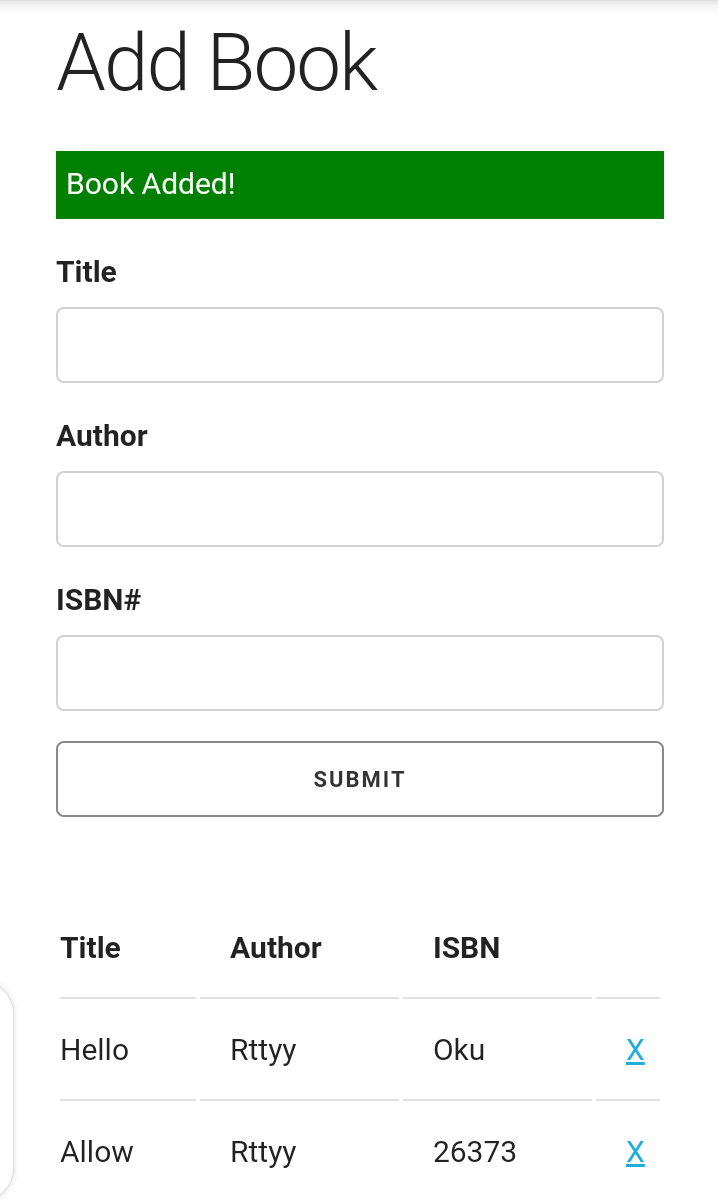 Add Book
Book Added!
Title
Author
ISBN#
SUBMIT
Title Author ISBN
Hello Rttyy Oku X
Allow Rttyy 26373 X